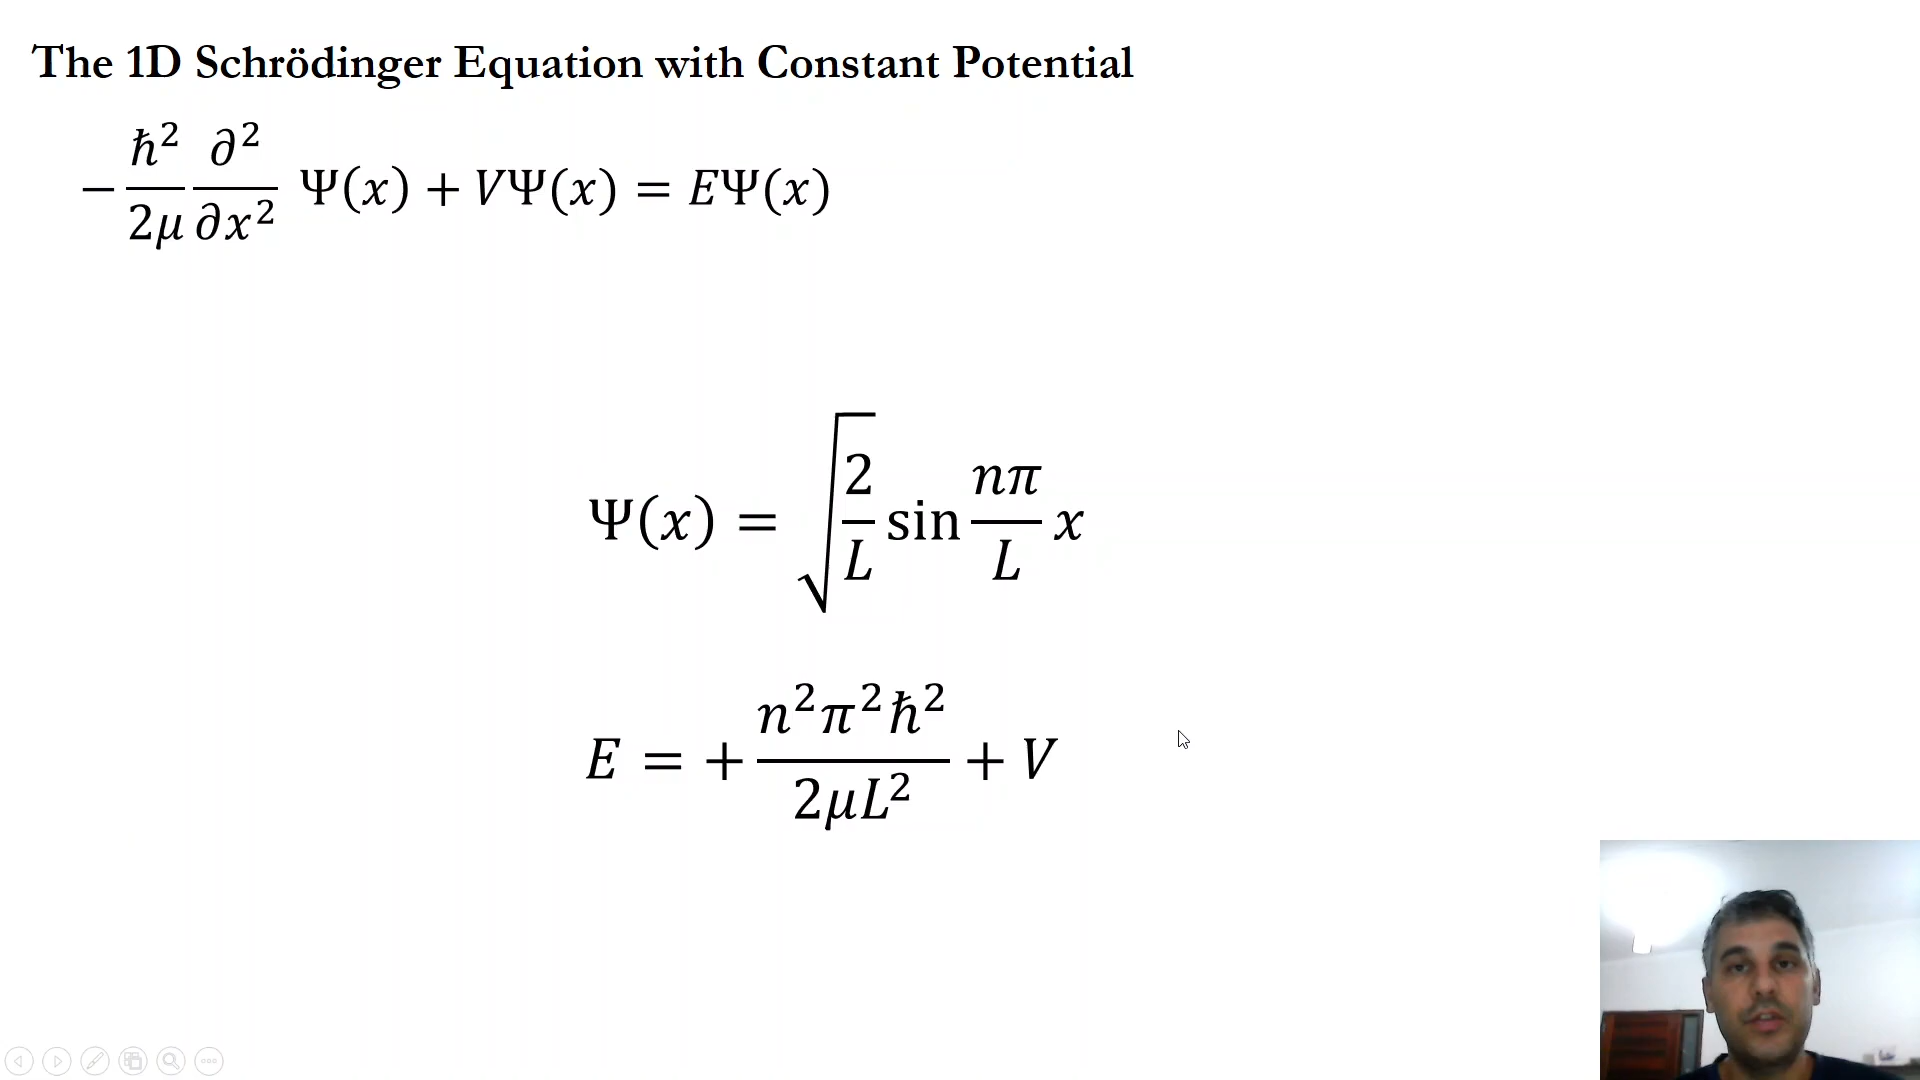 The 1D Schrödinger Equation with Constant Potential
−ℏ²/2μ ∂²/∂x² Ψ(x) + VΨ(x) = EΨ(x)
Ψ(x) = √(2/L) sin nπ/L x
E = + n²π²ℏ²/2μL² + V